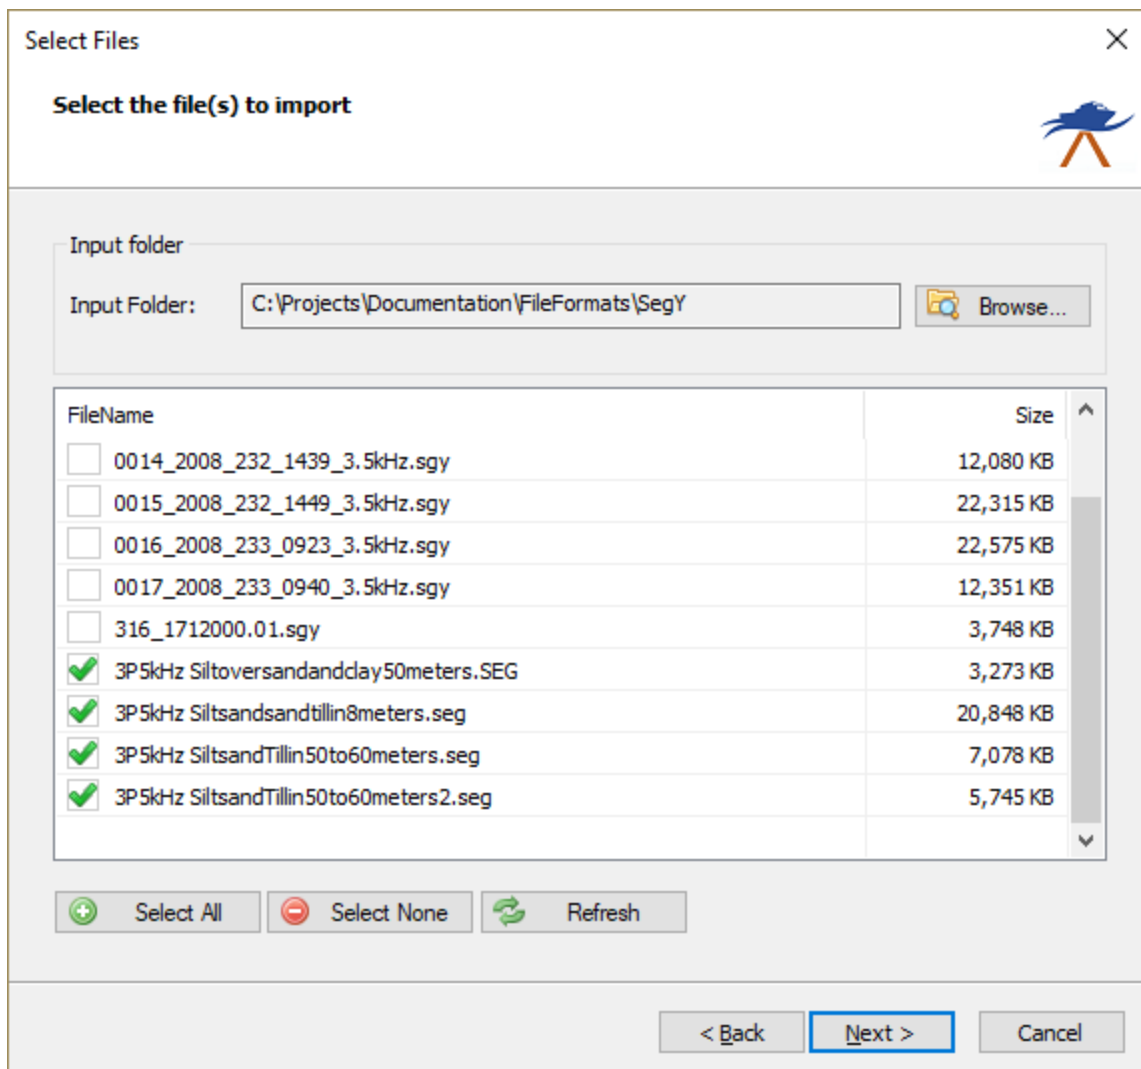 Select Files
Select the file(s) to import
Input folder
Input Folder: C:\Projects\Documentation\FileFormats\SegY Browse...
FileName Size
0014_2008_232_1439_3.5kHz.sgy 12,080 KB
0015_2008_232_1449_3.5kHz.sgy 22,315 KB
0016_2008_233_0923_3.5kHz.sgy 22,575 KB
0017_2008_233_0940_3.5kHz.sgy 12,351 KB
316_1712000.01.sgy 3,748 KB
3P5kHz Siltoversandandclay50meters.SEG 3,273 KB
3P5kHz Siltsandsandtillin8meters.seg 20,848 KB
3P5kHz SiltsandTillin50to60meters.seg 7,078 KB
3P5kHz SiltsandTillin50to60meters2.seg 5,745 KB
Select All Select None Refresh
< Back Next > Cancel